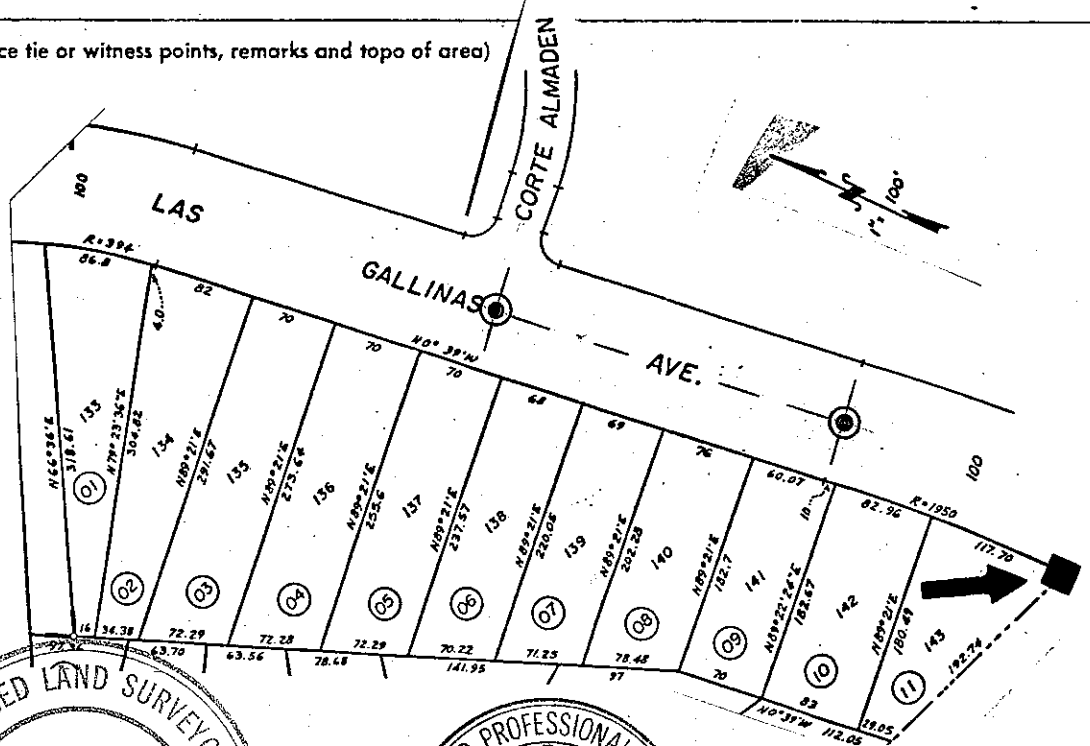 ce tie or witness points, remarks and topo of area)
CORTE ALMADEN
100
LAS
GALLINAS
AVE.
1"= 100'
N
R=394
86.8
4.0
82
70
70
N0° 39'W
70
68
69
76
60.07
10
82.96
R=1950
100
117.70
N66°36'E
318.61
133
01
N79°23'36"E
304.82
134
02
N89°21'E
291.67
135
03
N89°21'E
273.64
136
04
N89°21'E
255.6
137
05
N89°21'E
237.57
138
06
N89°21'E
220.05
139
07
N89°21'E
202.28
140
08
N89°21'E
182.7
141
09
N89°22'26"E
182.67
142
10
N89°21'E
180.49
143
11
192.74
16
34.38
72.29
72.28
72.29
70.22
71.25
78.48
70
83
29.05
63.70
63.56
78.48
141.95
97
N0°39'W
112.05
ED LAND SURVEYO
PROFESSIONAL